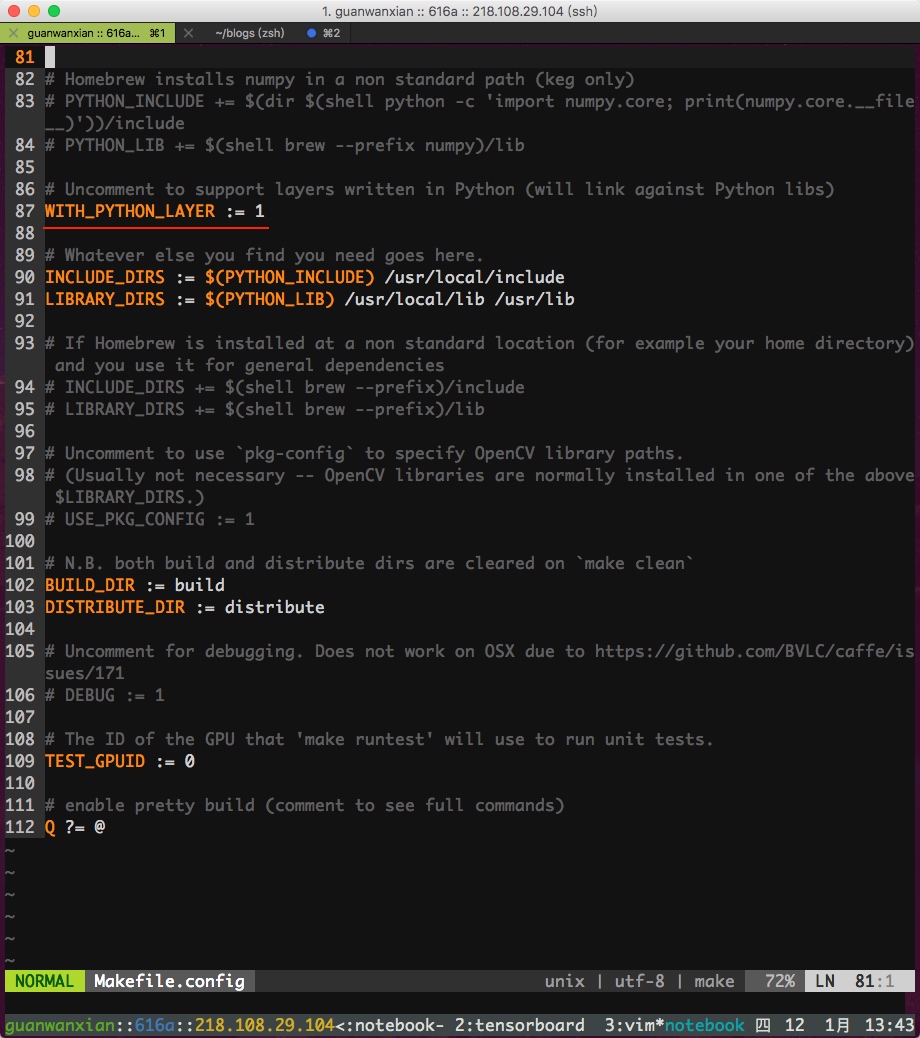 1. guanwanxian :: 616a :: 218.108.29.104 (ssh)
guanwanxian :: 616a... ⌘1 ~/blogs (zsh) ⌘2
81
82 # Homebrew installs numpy in a non standard path (keg only)
83 # PYTHON_INCLUDE += $(dir $(shell python -c 'import numpy.core; print(numpy.core.__file
__)'))/include
84 # PYTHON_LIB += $(shell brew --prefix numpy)/lib
85
86 # Uncomment to support layers written in Python (will link against Python libs)
87 WITH_PYTHON_LAYER := 1
88
89 # Whatever else you find you need goes here.
90 INCLUDE_DIRS := $(PYTHON_INCLUDE) /usr/local/include
91 LIBRARY_DIRS := $(PYTHON_LIB) /usr/local/lib /usr/lib
92
93 # If Homebrew is installed at a non standard location (for example your home directory)
and you use it for general dependencies
94 # INCLUDE_DIRS += $(shell brew --prefix)/include
95 # LIBRARY_DIRS += $(shell brew --prefix)/lib
96
97 # Uncomment to use `pkg-config` to specify OpenCV library paths.
98 # (Usually not necessary -- OpenCV libraries are normally installed in one of the above
$LIBRARY_DIRS.)
99 # USE_PKG_CONFIG := 1
100
101 # N.B. both build and distribute dirs are cleared on `make clean`
102 BUILD_DIR := build
103 DISTRIBUTE_DIR := distribute
104
105 # Uncomment for debugging. Does not work on OSX due to https://github.com/BVLC/caffe/is
sues/171
106 # DEBUG := 1
107
108 # The ID of the GPU that 'make runtest' will use to run unit tests.
109 TEST_GPUID := 0
110
111 # enable pretty build (comment to see full commands)
112 Q ?= @
~
~
~
~
~
~
NORMAL Makefile.config unix | utf-8 | make 72% LN 81:1
guanwanxian::616a::218.108.29.104<:notebook- 2:tensorboard 3:vim*notebook 四 12 1月 13:43